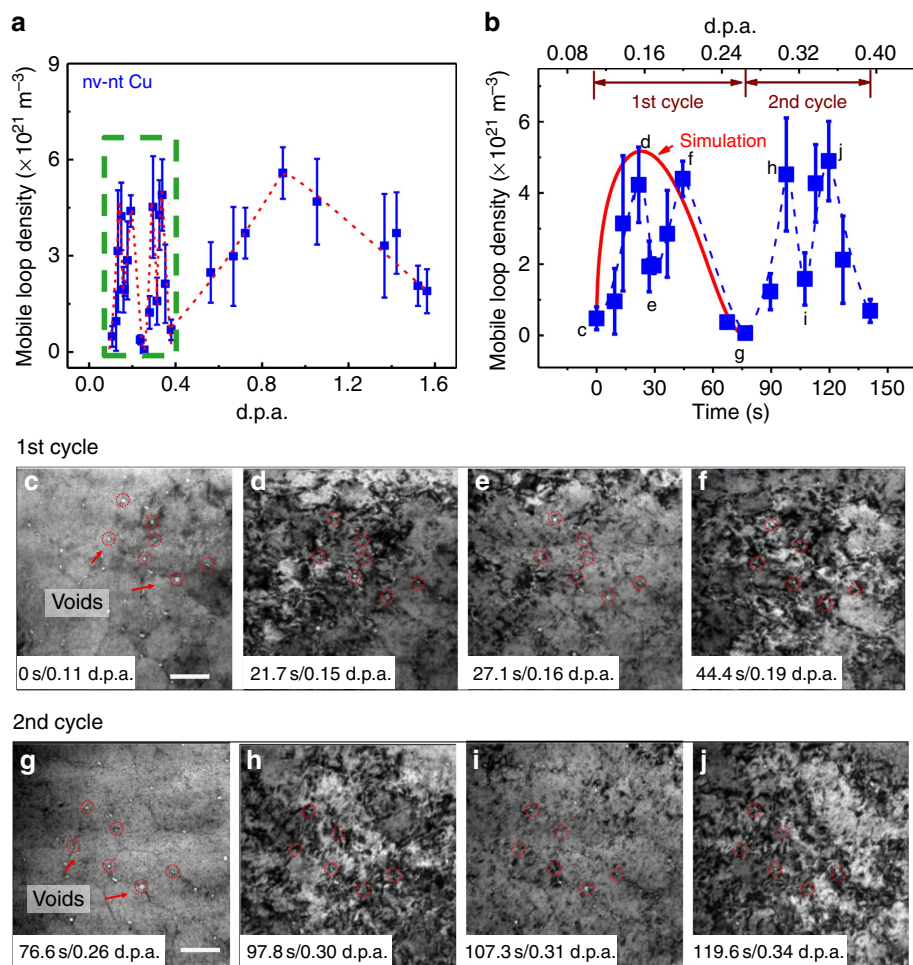 a
9
6
3
0
Mobile loop density (× 10²¹ m⁻³)
nv-nt Cu
0.0 0.4 0.8 1.2 1.6
d.p.a.
b
d.p.a.
0.08 0.16 0.24 0.32 0.40
1st cycle 2nd cycle
Simulation
6
4
2
0
Mobile loop density (× 10²¹ m⁻³)
c
d
e
f
g
h
i
j
0 30 60 90 120
Time (s)
1st cycle
c
Voids
0 s/0.11 d.p.a.
d
21.7 s/0.15 d.p.a.
e
27.1 s/0.16 d.p.a.
f
44.4 s/0.19 d.p.a.
2nd cycle
g
Voids
76.6 s/0.26 d.p.a.
h
97.8 s/0.30 d.p.a.
i
107.3 s/0.31 d.p.a.
j
119.6 s/0.34 d.p.a.